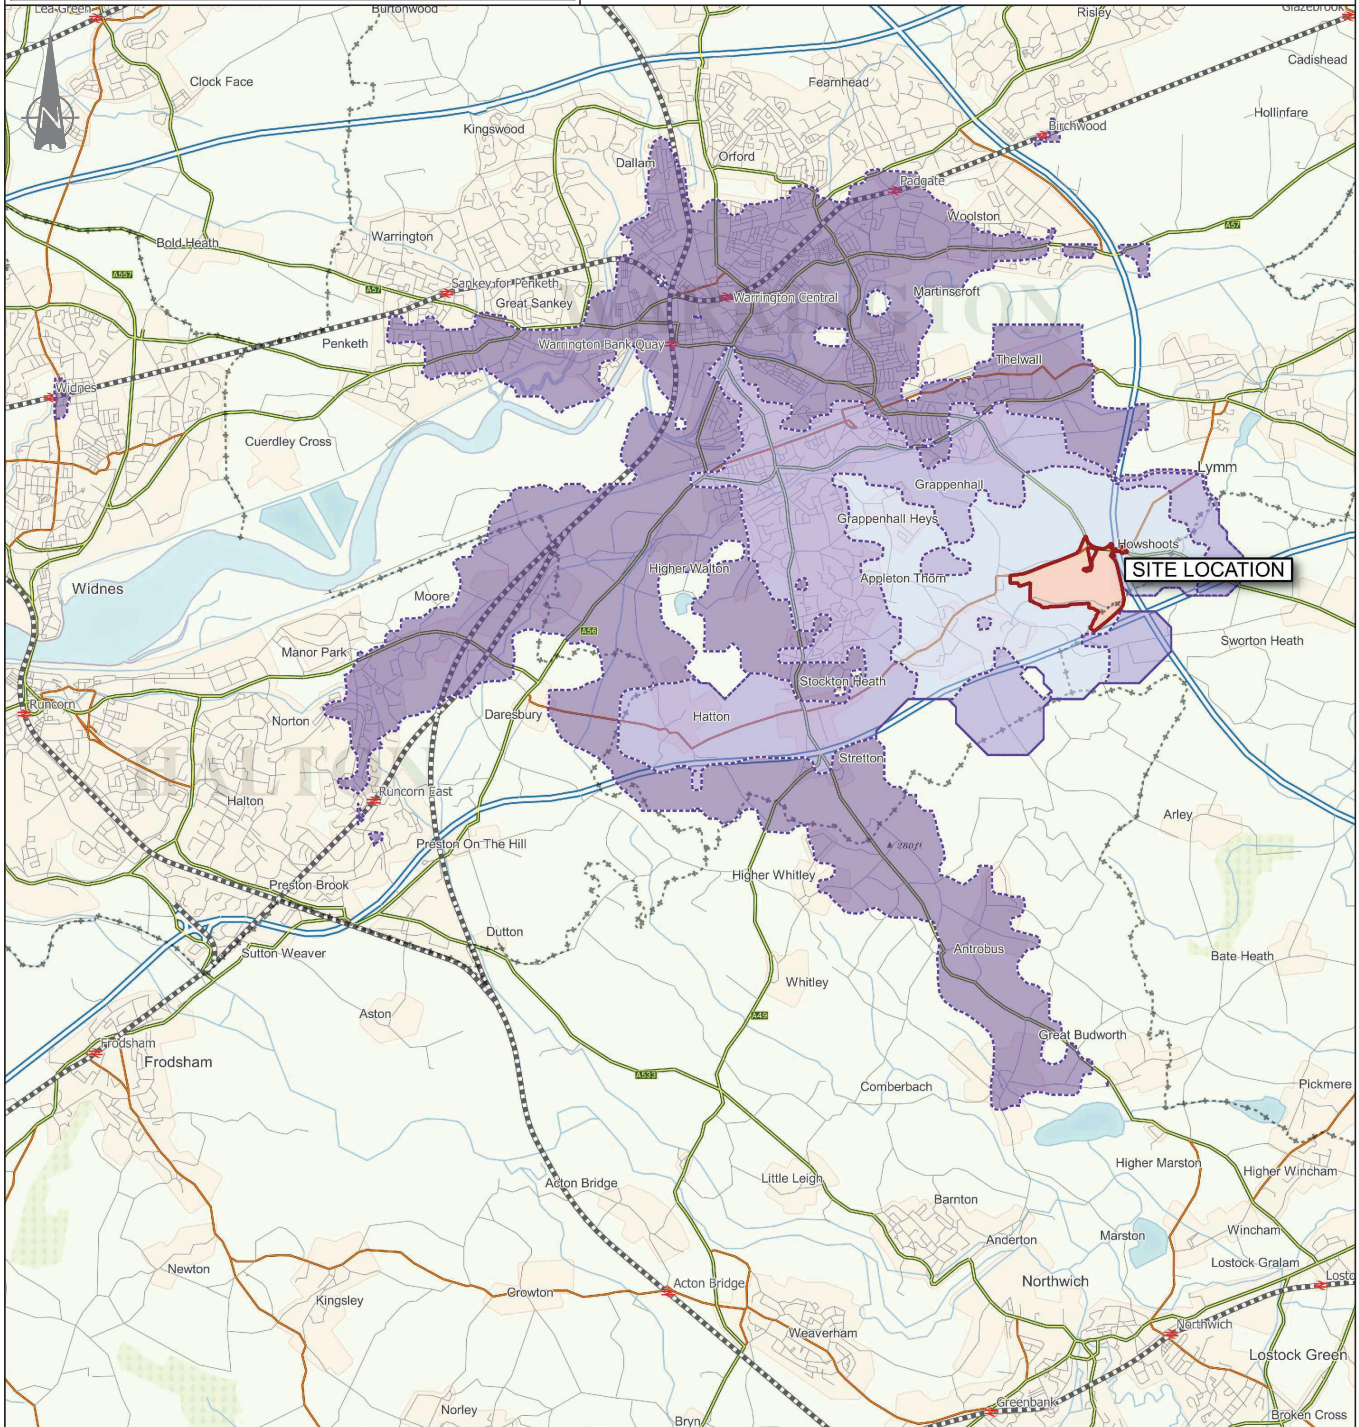 Lea Green
Burtonwood
Risley
Glazebrook
Cadishead
Clock Face
Fearnhead
N
Kingswood
Birchwood
Hollinfare
Dallam
Orford
Padgate
Woolston
A57
Warrington
Bold Heath
A557
A57
Sankey for Penketh
Great Sankey
Warrington Central
Martinscroft
WARRINGTON
Penketh
Warrington Bank Quay
Thelwall
Widnes
Cuerdley Cross
Lymm
Grappenhall
Grappenhall Heys
Howshoots
SITE LOCATION
Higher Walton
Appleton Thorn
Widnes
Moore
A56
Sworton Heath
Manor Park
Stockton Heath
Runcorn
Norton
Daresbury
Hatton
HALTON
Stretton
Halton
Runcorn East
Arley
Preston On The Hill
280ft
Higher Whitley
Preston Brook
Dutton
Antrobus
Sutton Weaver
Bate Heath
Whitley
Aston
A49
Great Budworth
Frodsham
Frodsham
A533
Comberbach
Pickmere
Higher Marston
Higher Wincham
Acton Bridge
Little Leigh
Barnton
Wincham
Anderton
Marston
Lostock Gralam
Newton
Northwich
Acton Bridge
Losto
Crowton
Kingsley
Northwich
Weaverham
Lostock Green
Norley
Greenbank
Bryn
Broken Cross